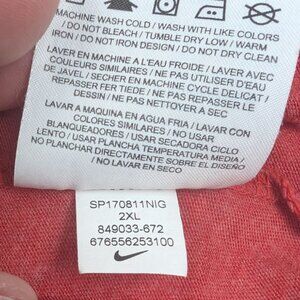 MACHINE WASH COLD / WASH WITH LIKE COLORS
/ DO NOT BLEACH / TUMBLE DRY LOW / WARM
IRON / DO NOT IRON DESIGN / DO NOT DRY CLEAN
LAVER EN MACHINE A L'EAU FROIDE / LAVER AVEC
COULEURS SIMILAIRES / NE PAS UTILISER D'EAU
DE JAVEL / SECHER EN MACHINE CYCLE DELICAT /
REPASSER FER TIEDE / NE PAS REPASSER LE
DESSIN / NE PAS NETTOYER A SEC
LAVAR A MAQUINA EN AGUA FRIA / LAVAR CON
COLORES SIMILARES / NO USAR
BLANQUEADORES / USAR SECADORA CICLO
LENTO / USAR PLANCHA TEMPERATURA MEDIA /
NO PLANCHAR DIRECTAMENTE SOBRE EL DISEÑO
/ NO LAVAR EN SECO
SP170811NIG
2XL
849033-672
676556253100